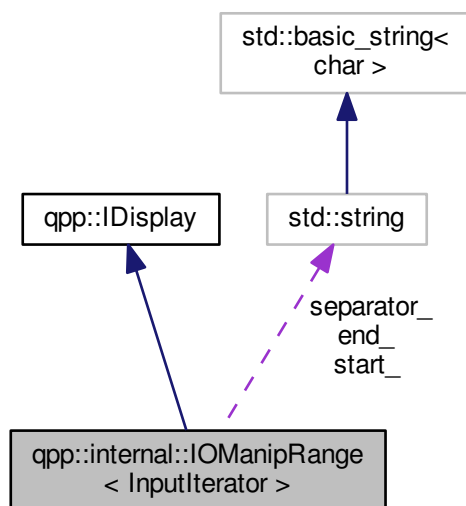 std::basic_string<
char >
qpp::IDisplay
std::string
separator_
end_
start_
qpp::internal::IOManipRange
< InputIterator >